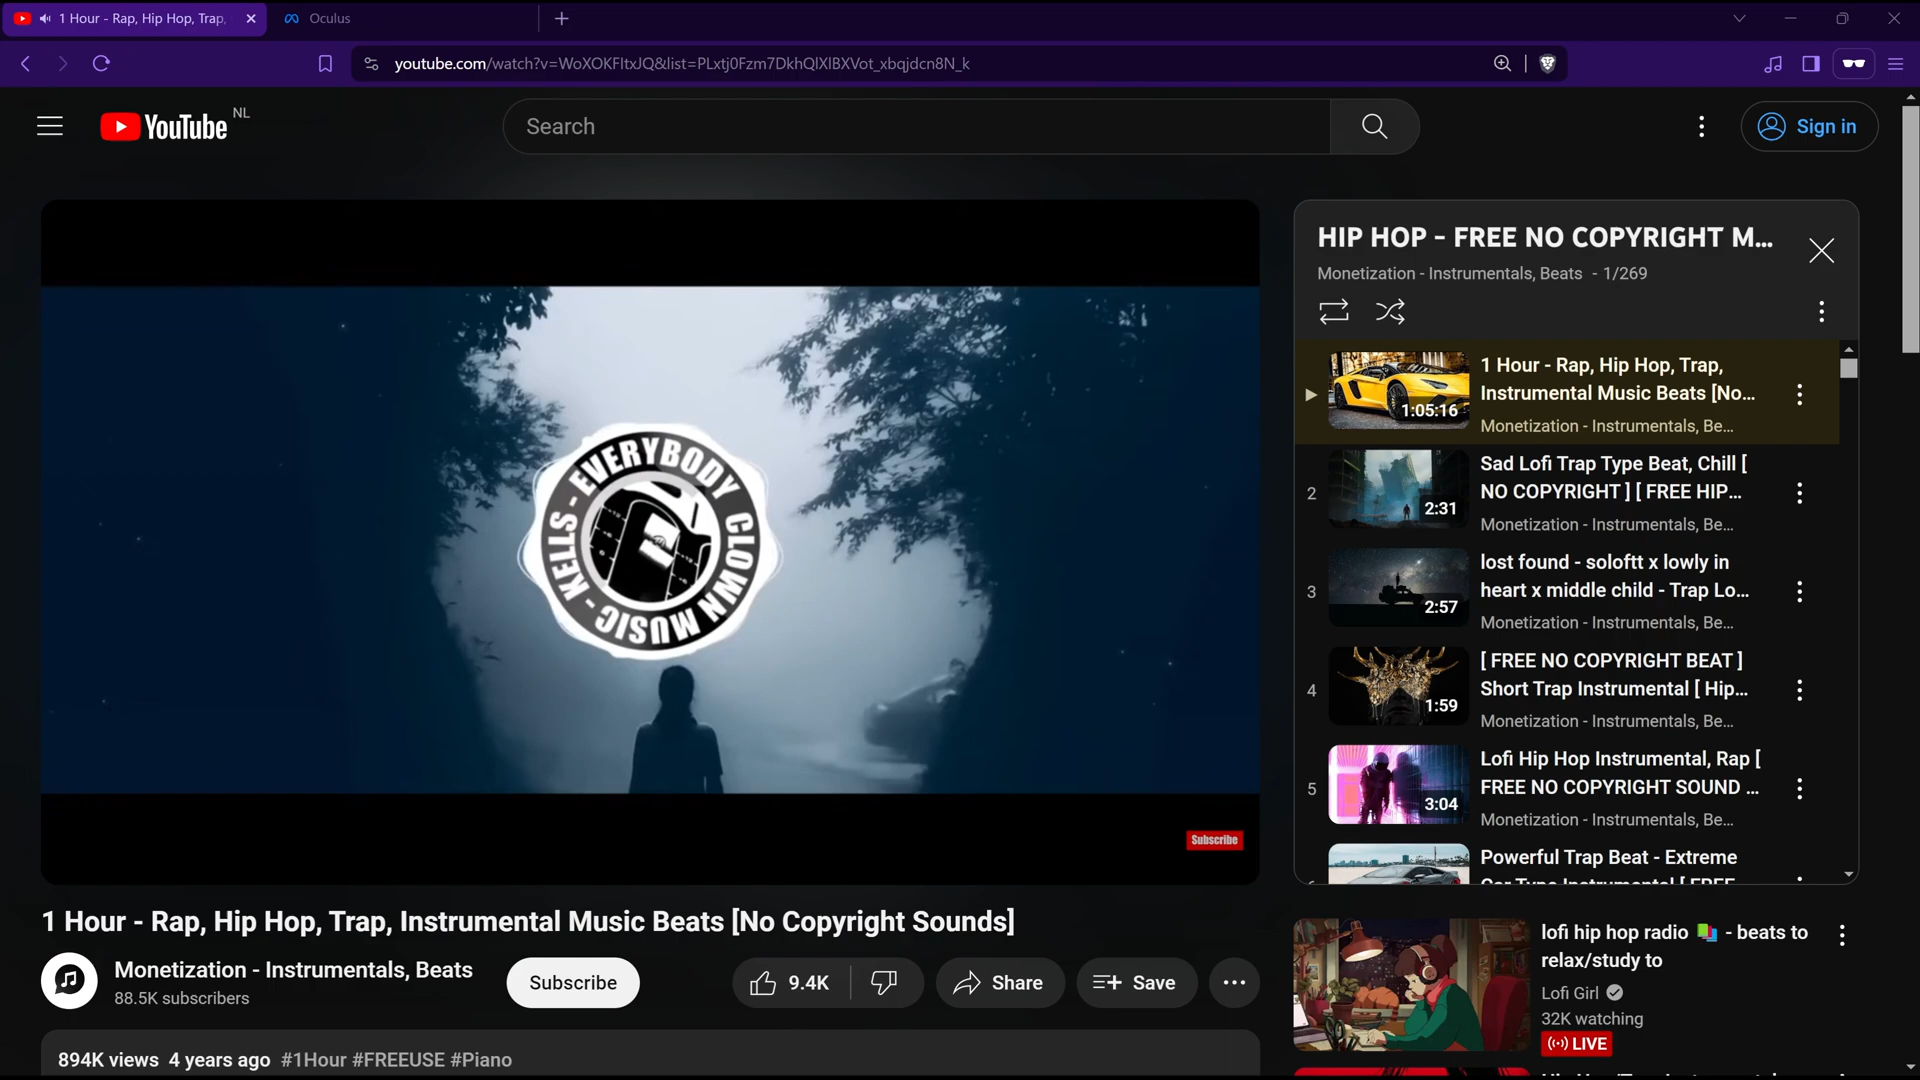 1 Hour - Rap, Hip Hop, Trap,
Oculus
youtube.com/watch?v=WoXOKFItxJQ&list=PLxtj0Fzm7DkhQlXlBXVot_xbqjdcn8N_k
YouTube NL
Search
Sign in
EVERYBODY CLOWN MUSIC - KELLS -
Subscribe
HIP HOP - FREE NO COPYRIGHT M...
Monetization - Instrumentals, Beats - 1/269
1 Hour - Rap, Hip Hop, Trap,
Instrumental Music Beats [No...
Monetization - Instrumentals, Be...
1:05:16
2
Sad Lofi Trap Type Beat, Chill [
NO COPYRIGHT ] [ FREE HIP...
Monetization - Instrumentals, Be...
2:31
3
lost found - soloftt x lowly in
heart x middle child - Trap Lo...
Monetization - Instrumentals, Be...
2:57
4
[ FREE NO COPYRIGHT BEAT ]
Short Trap Instrumental [ Hip...
Monetization - Instrumentals, Be...
1:59
5
Lofi Hip Hop Instrumental, Rap [
FREE NO COPYRIGHT SOUND ...
Monetization - Instrumentals, Be...
3:04
Powerful Trap Beat - Extreme
Car Type Instrumental [ FREE
1 Hour - Rap, Hip Hop, Trap, Instrumental Music Beats [No Copyright Sounds]
Monetization - Instrumentals, Beats
88.5K subscribers
Subscribe
9.4K
Share
Save
894K views 4 years ago #1Hour #FREEUSE #Piano
lofi hip hop radio 📚 - beats to
relax/study to
Lofi Girl
32K watching
LIVE